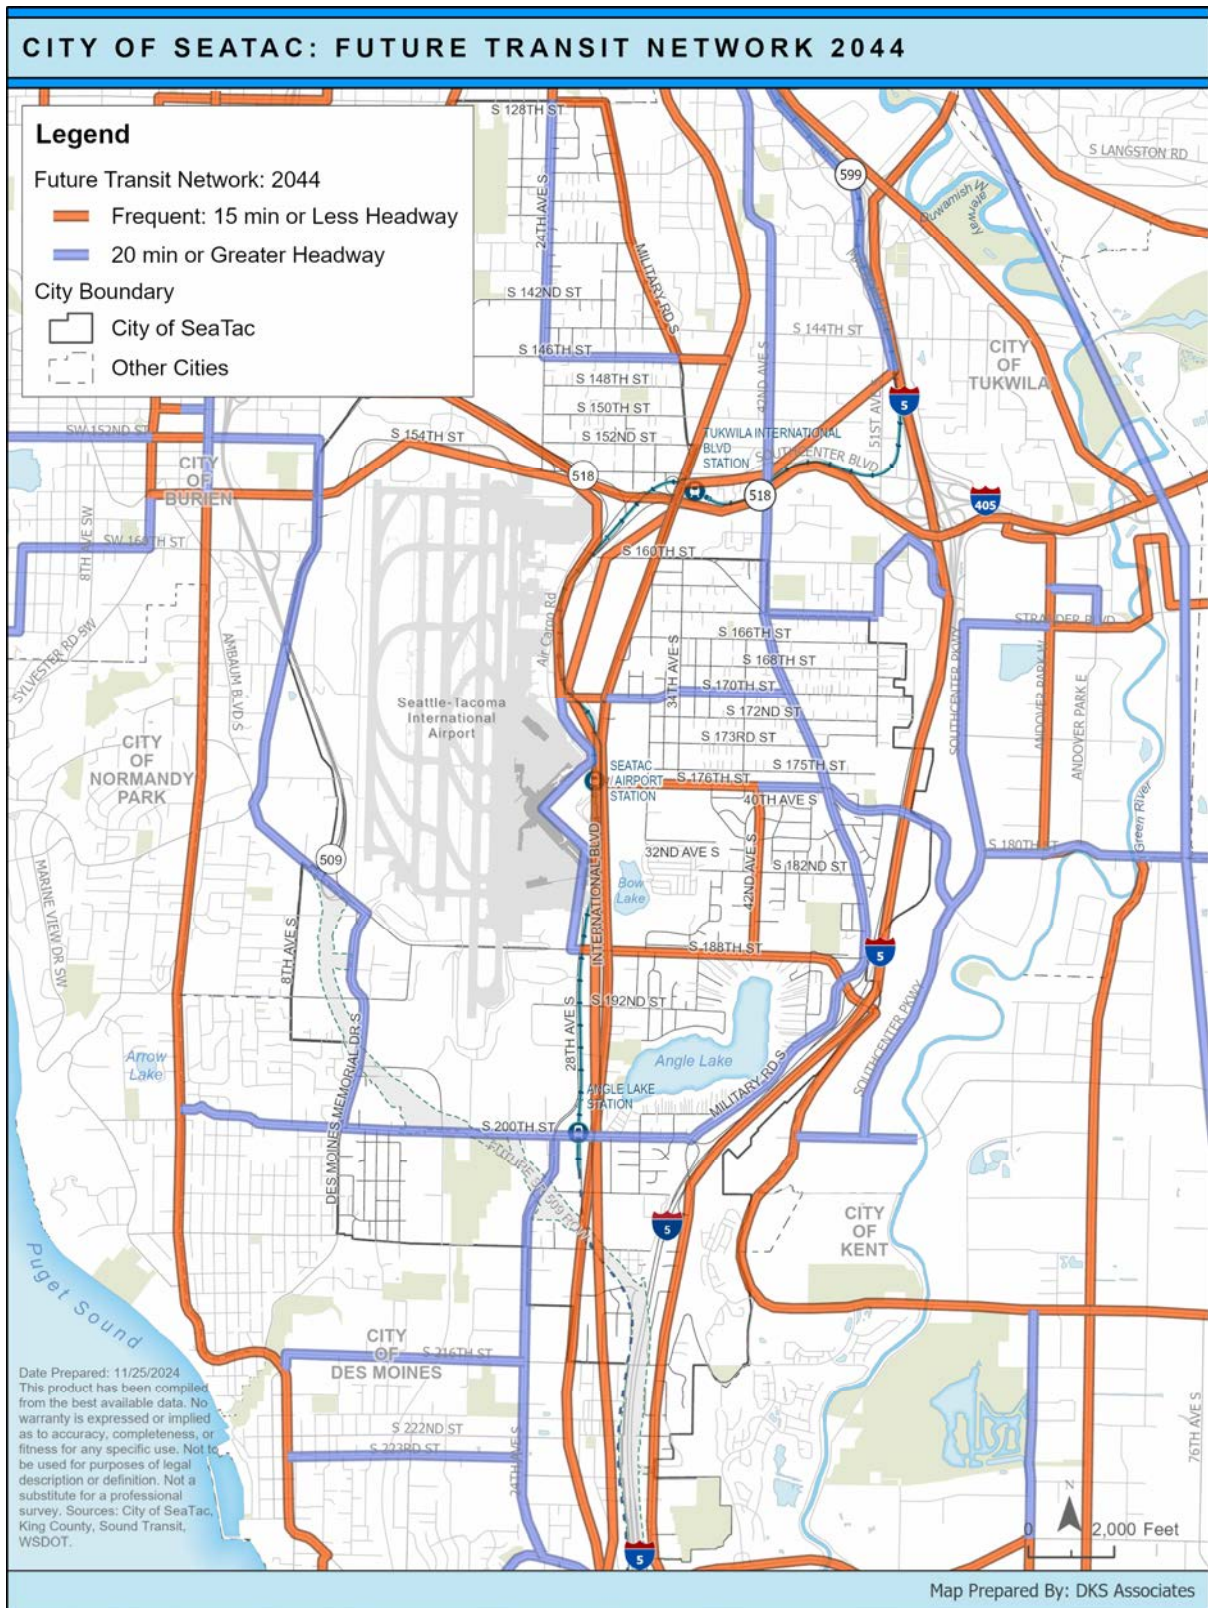 CITY OF SEATAC: FUTURE TRANSIT NETWORK 2044
Legend
Future Transit Network: 2044
Frequent: 15 min or Less Headway
20 min or Greater Headway
City Boundary
City of SeaTac
Other Cities
S 128TH ST
24TH AVE S
MILITARY RD S
599
S LANGSTON RD
Duwamish Waterway
S 142ND ST
S 144TH ST
S 146TH ST
CITY
OF
TUKWILA
S 148TH ST
42ND AVE S
51ST AVE S
5
S 150TH ST
SW 152ND ST
S 154TH ST
S 152ND ST
TUKWILA INTERNATIONAL
BLVD
STATION
SOUTHCENTER BLVD
CITY
OF
BURIEN
518
518
405
8TH AVE SW
SW 160TH ST
S 160TH ST
Air Cargo Rd
SYLVESTER RD SW
AMBAUM BLVD S
34TH AVE S
S 166TH ST
S 168TH ST
S 170TH ST
S 172ND ST
S 173RD ST
STRANDER BLVD
SOUTHCENTER PKWY
ANDOVER PARK W
ANDOVER PARK E
Seattle-Tacoma
International
Airport
CITY
OF
NORMANDY
PARK
SEATAC
/ AIRPORT
STATION
S 175TH ST
S 176TH ST
40TH AVE S
Green River
S 180TH ST
509
32ND AVE S
S 182ND ST
42ND AVE S
INTERNATIONAL BLVD
Bow
Lake
MARINE VIEW DR SW
8TH AVE S
S 188TH ST
5
S 192ND ST
28TH AVE S
Angle Lake
SOUTHCENTER PKWY
Arrow
Lake
DES MOINES MEMORIAL DR S
ANGLE LAKE
STATION
MILITARY RD S
S 200TH ST
FUTURE SR 509 ROW
5
CITY
OF
KENT
Puget Sound
CITY
OF
DES MOINES
S 216TH ST
S 222ND ST
S 223RD ST
24TH AVE S
76TH AVE S
Date Prepared: 11/25/2024
This product has been compiled
from the best available data. No
warranty is expressed or implied
as to accuracy, completeness, or
fitness for any specific use. Not to
be used for purposes of legal
description or definition. Not a
substitute for a professional
survey. Sources: City of SeaTac,
King County, Sound Transit,
WSDOT.
N
0 2,000 Feet
5
Map Prepared By: DKS Associates